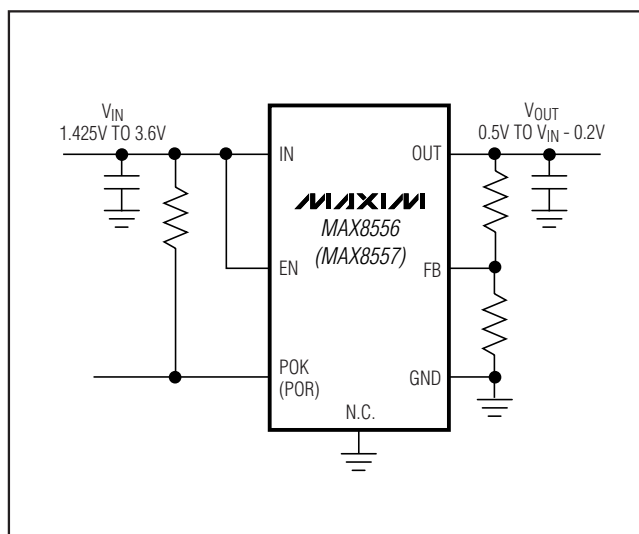 VIN
1.425V TO 3.6V
VOUT
0.5V TO VIN - 0.2V
IN
OUT
MAXIM
MAX8556
(MAX8557)
EN
FB
POK
(POR)
GND
N.C.